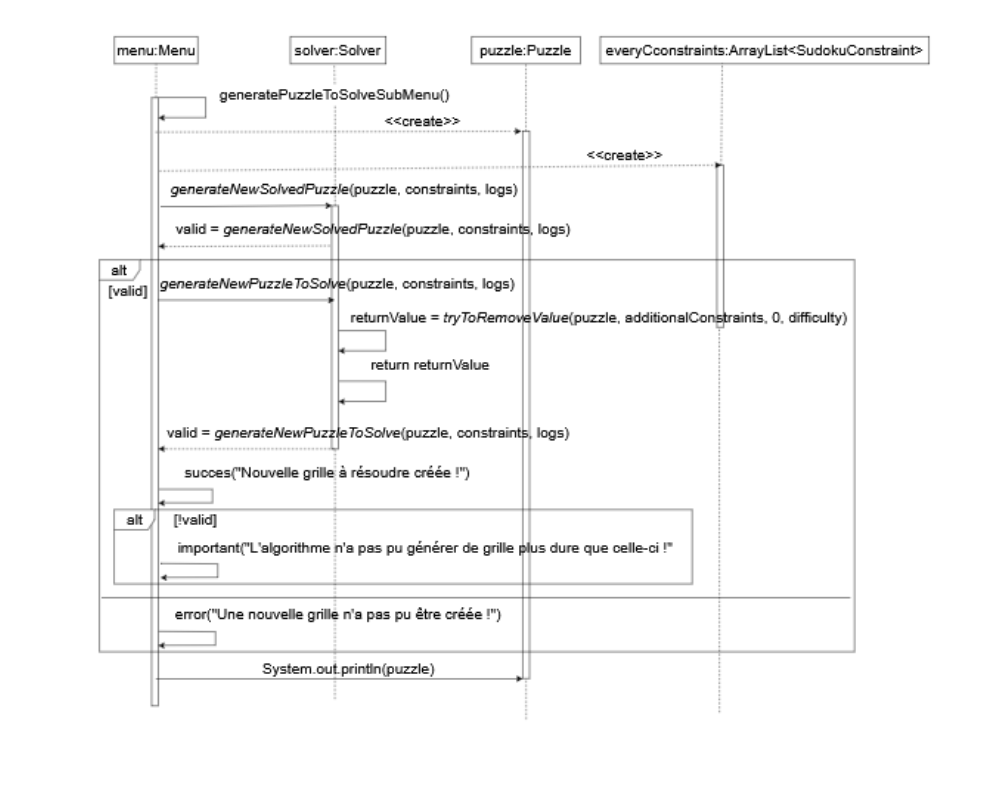 menu:Menu
solver:Solver
puzzle:Puzzle
everyCconstraints:ArrayList<SudokuConstraint>
generatePuzzleToSolveSubMenu()
<<create>>
<<create>>
generateNewSolvedPuzzle(puzzle, constraints, logs)
valid = generateNewSolvedPuzzle(puzzle, constraints, logs)
alt
[valid]
generateNewPuzzleToSolve(puzzle, constraints, logs)
returnValue = tryToRemoveValue(puzzle, additionalConstraints, 0, difficulty)
return returnValue
valid = generateNewPuzzleToSolve(puzzle, constraints, logs)
succes("Nouvelle grille à résoudre créée !")
alt
[!valid]
important("L'algorithme n'a pas pu générer de grille plus dure que celle-ci !"
error("Une nouvelle grille n'a pas pu être créée !")
System.out.println(puzzle)